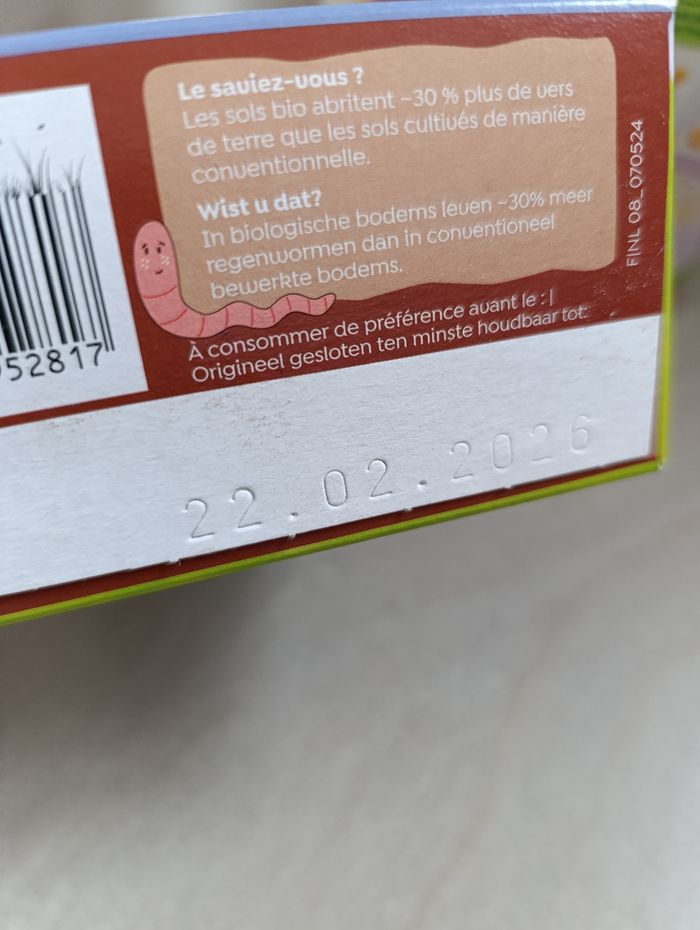 Le saviez-vous ?
Les sols bio abritent ~30 % plus de vers
de terre que les sols cultivés de manière
conventionnelle.
Wist u dat?
In biologische bodems leven ~30% meer
regenwormen dan in conventioneel
bewerkte bodems.
À consommer de préférence avant le : |
Origineel gesloten ten minste houdbaar tot:
22.02.2026
FINL 08_070524
52817